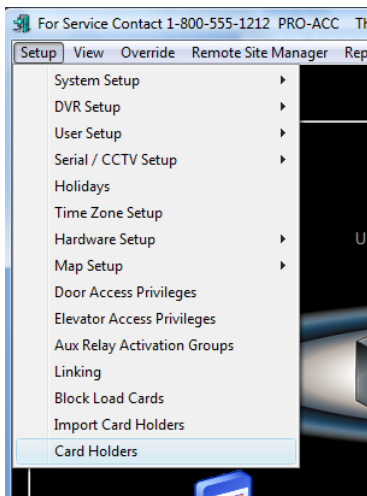 For Service Contact 1-800-555-1212 PRO-ACC
Setup View Override Remote Site Manager
System Setup
DVR Setup
User Setup
Serial / CCTV Setup
Holidays
Time Zone Setup
Hardware Setup
Map Setup
Door Access Privileges
Elevator Access Privileges
Aux Relay Activation Groups
Linking
Block Load Cards
Import Card Holders
Card Holders